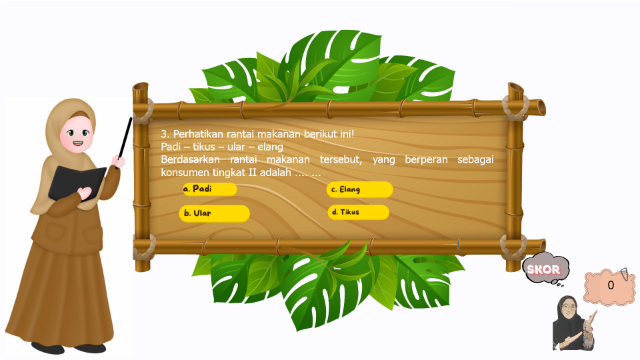 3. Perhatikan rantai makanan berikut ini!
Padi – tikus – ular – elang
Berdasarkan rantai makanan tersebut, yang berperan sebagai
konsumen tingkat II adalah .... ...
a. Padi
c. Elang
b. Ular
d. Tikus
SKOR
0